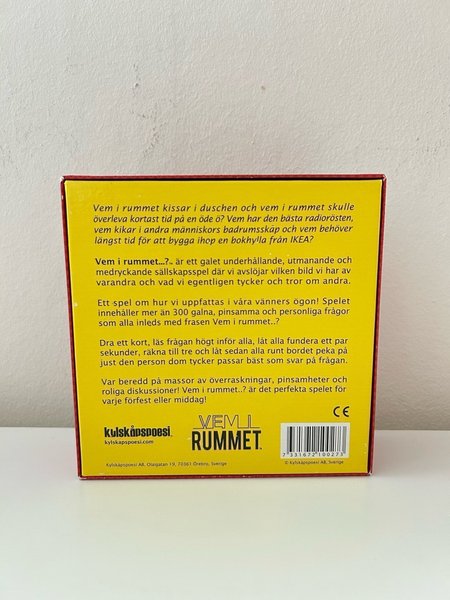 Vem i rummet kissar i duschen och vem i rummet skulle
överleva kortast tid på en öde ö? Vem har den bästa radiorösten,
vem kikar i andra människors badrumsskåp och vem behöver
längst tid för att bygga ihop en bokhylla från IKEA?
Vem i rummet...?™ är ett galet underhållande, utmanande och
medryckande sällskapsspel där vi avslöjar vilken bild vi har av
varandra och vad vi egentligen tycker och tror om andra.
Ett spel om hur vi uppfattas i våra vänners ögon! Spelet
innehåller mer än 300 galna, pinsamma och personliga frågor
som alla inleds med frasen Vem i rummet..?
Dra ett kort, läs frågan högt inför alla, låt alla fundera ett par
sekunder, räkna till tre och låt sedan alla runt bordet peka på
just den person dom tycker passar bäst som svar på frågan.
Var beredd på massor av överraskningar, pinsamheter och
roliga diskussioner! Vem i rummet..? är det perfekta spelet för
varje förfest eller middag!
CE
kylskåpspoesi™
kylskapspoesi.com
VEM I
RUMMET™
7 331672 100273
Kylskåpspoesi AB, Olaigatan 19, 70361 Örebro, Sverige
© Kylskåpspoesi AB, Sverige